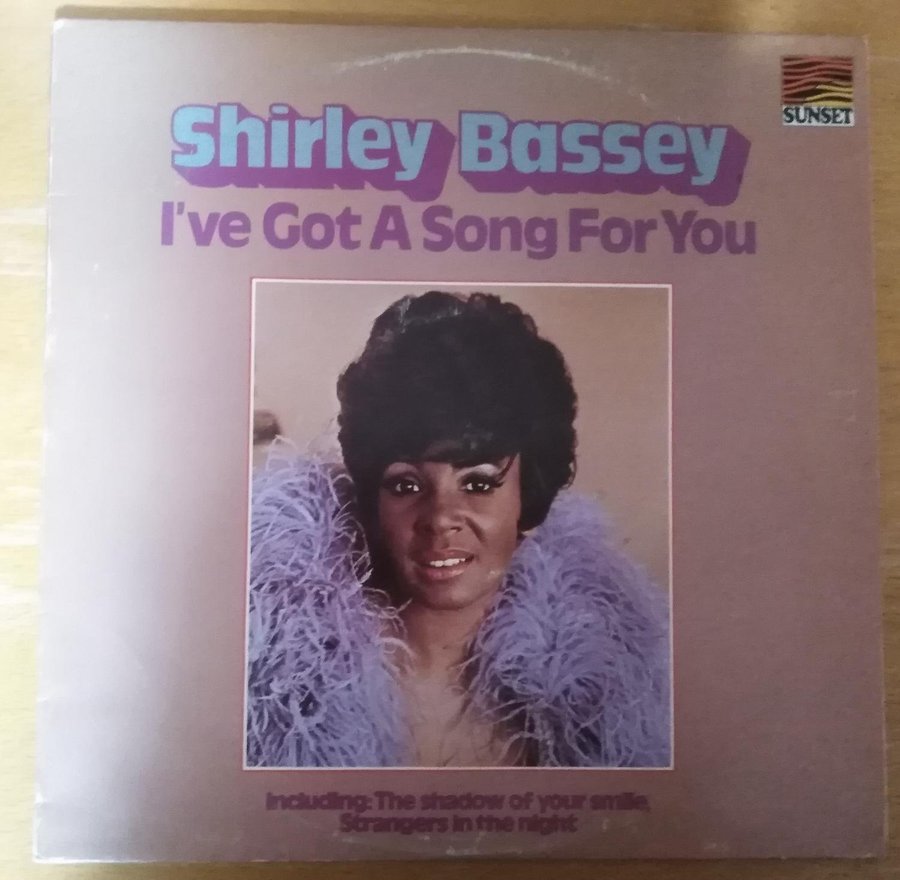 SUNSET
Shirley Bassey
I've Got A Song For You
Including: The shadow of your smile,
Strangers in the night